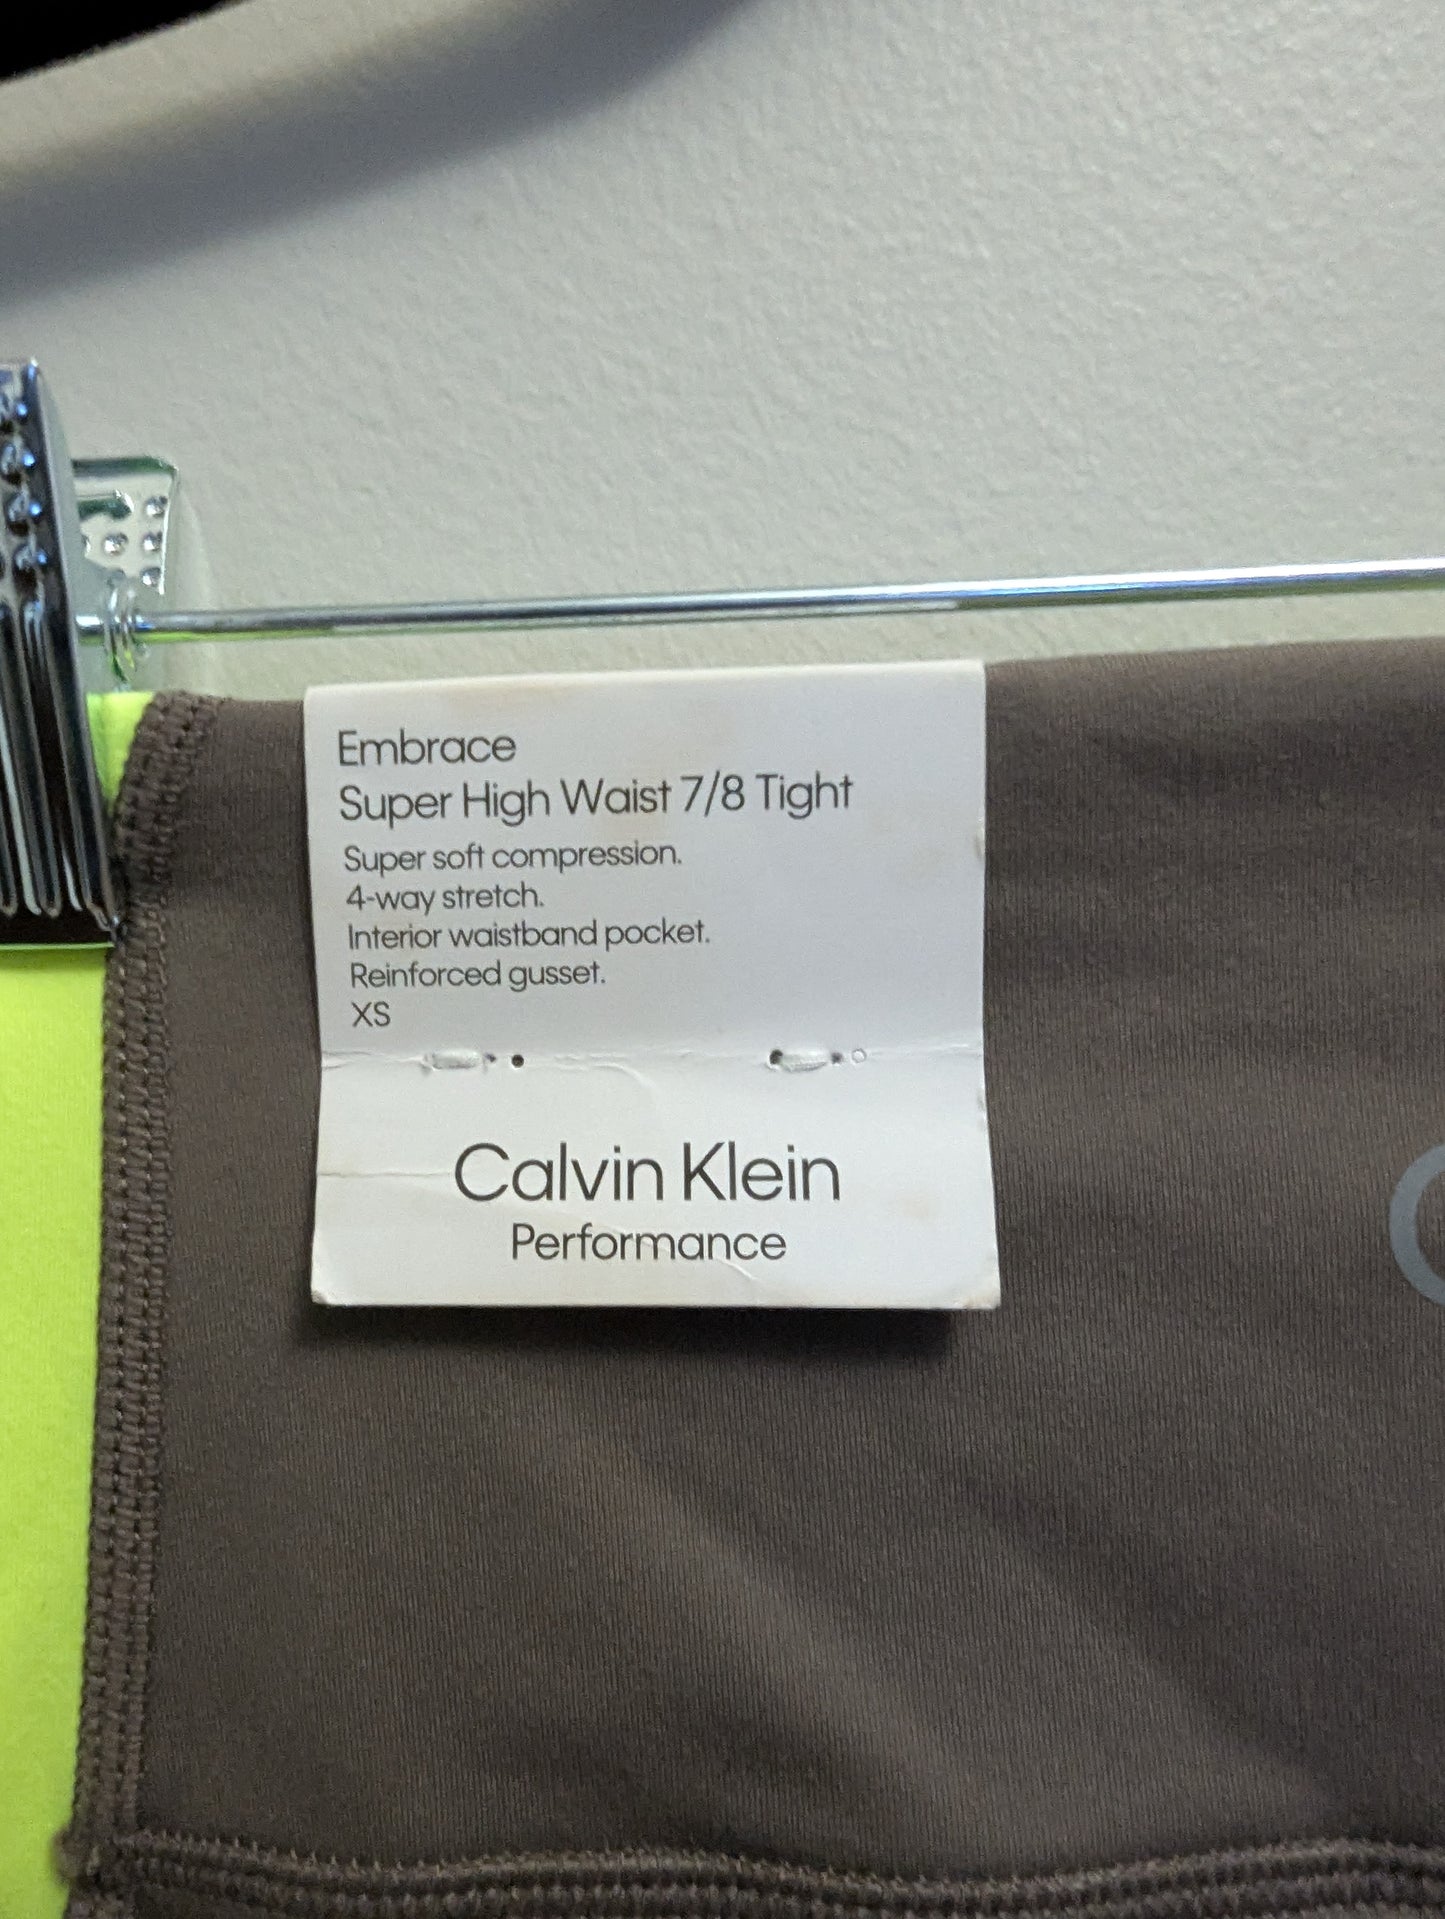 Embrace
Super High Waist 7/8 Tight
Super soft compression.
4-way stretch.
Interior waistband pocket.
Reinforced gusset.
XS
Calvin Klein
Performance